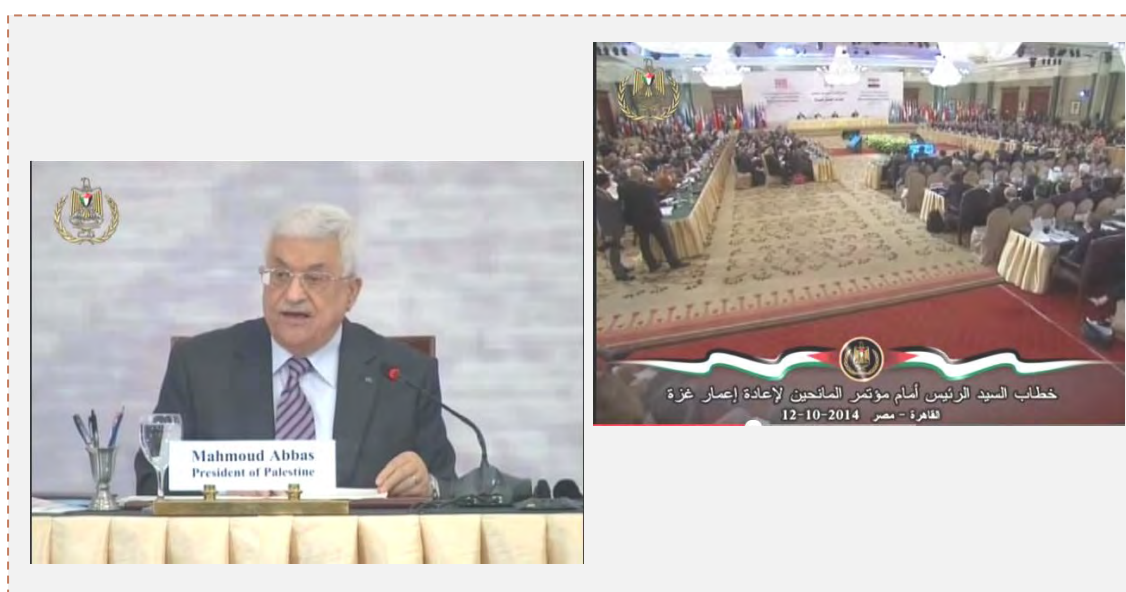 Mahmoud Abbas
President of Palestine
خطاب السيد الرئيس أمام مؤتمر المانحين لإعادة إعمار غزة
القاهرة - مصر 12-10-2014